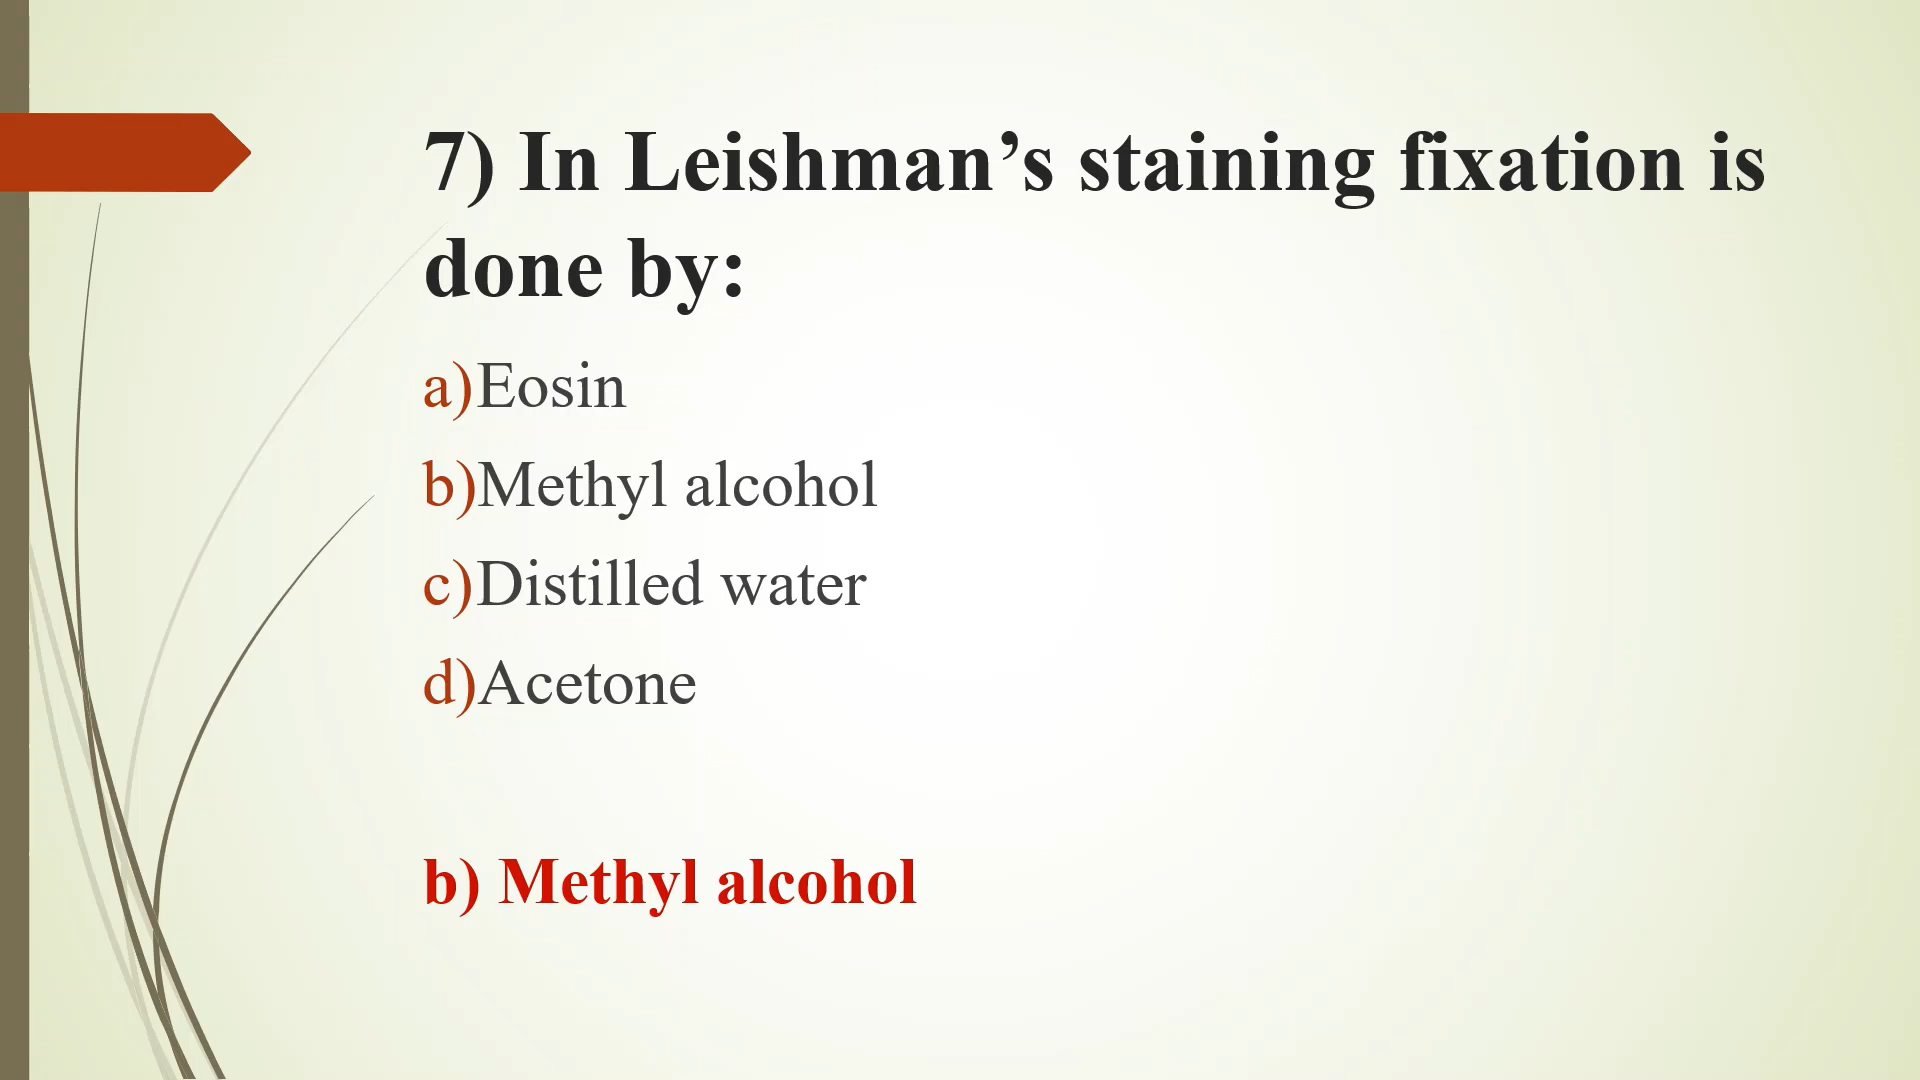 7) In Leishman’s staining fixation is
done by:
a)Eosin
b)Methyl alcohol
c)Distilled water
d)Acetone
b) Methyl alcohol